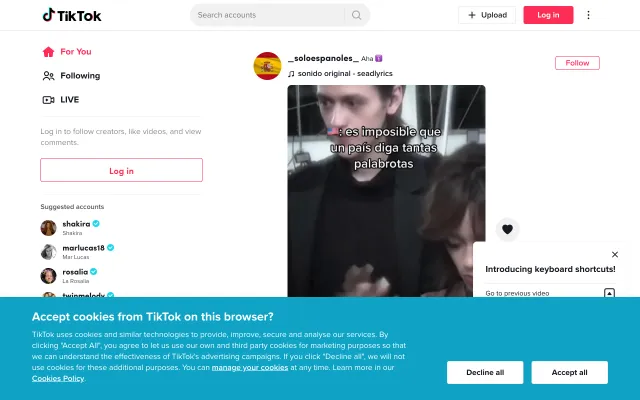 TikTok
Search accounts
Upload
Log in
For You
Following
LIVE
Log in to follow creators, like videos, and view
comments.
Log in
Suggested accounts
shakira
Shakira
marlucas18
Mar Lucas
rosalia
La Rosalia
twinmelody
_soloespanoles_ Aha
sonido original - seadlyrics
Follow
: es imposible que
un país diga tantas
palabrotas
Introducing keyboard shortcuts!
Go to previous video
Accept cookies from TikTok on this browser?
TikTok uses cookies and similar technologies to provide, improve, secure and analyse our services. By
clicking "Accept All", you agree to let us use our own and third party cookies for marketing purposes so that
we can understand the effectiveness of TikTok's advertising campaigns. If you click "Decline all", we will
not use cookies for these additional purposes. You can manage your cookies at any time. Learn more in our
Cookies Policy.
Decline all
Accept all